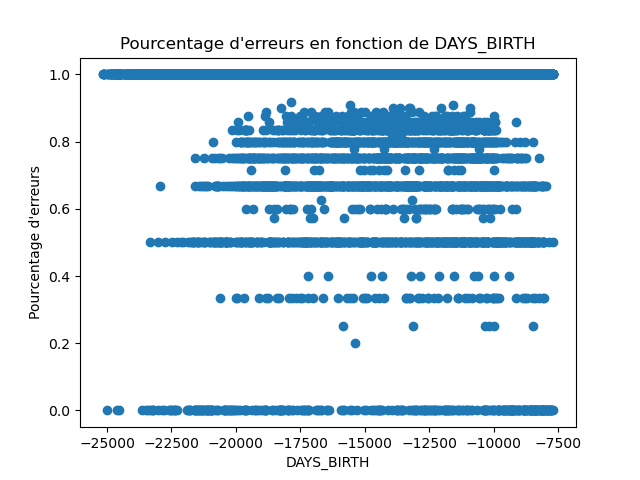 Pourcentage d'erreurs en fonction de DAYS_BIRTH
Pourcentage d'erreurs
1.0
0.8
0.6
0.4
0.2
0.0
−25000 −22500 −20000 −17500 −15000 −12500 −10000 −7500
DAYS_BIRTH